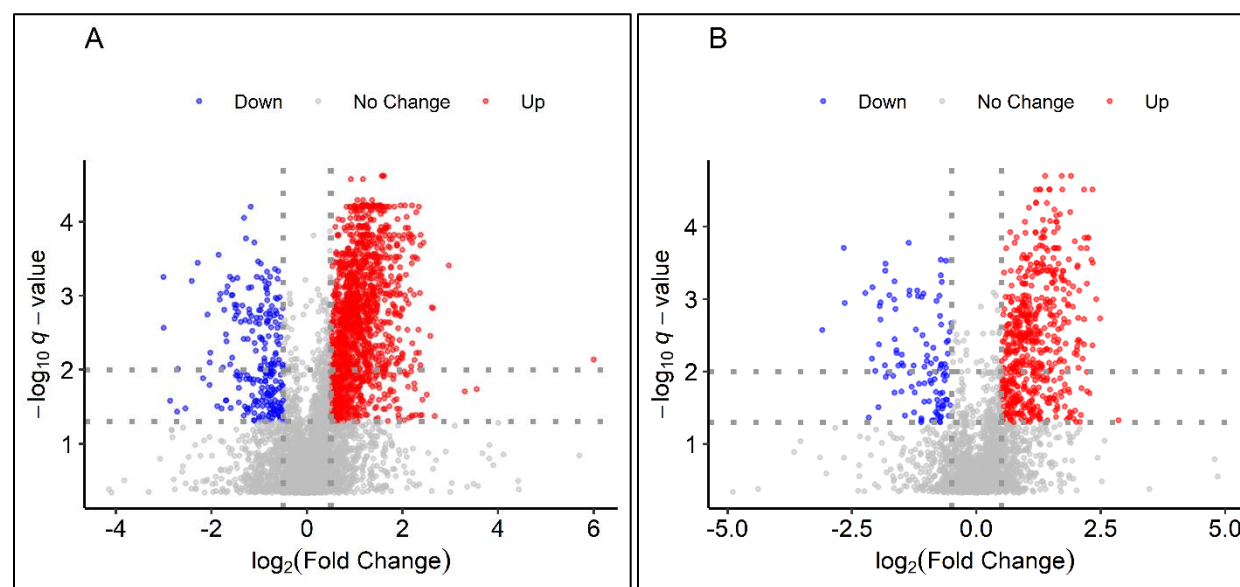 A
Down No Change Up
4
3
2
1
−log10 q − value
-4 -2 0 2 4 6
log2(Fold Change)
B
Down No Change Up
4
3
2
1
−log10 q − value
-5.0 -2.5 0.0 2.5 5.0
log2(Fold Change)